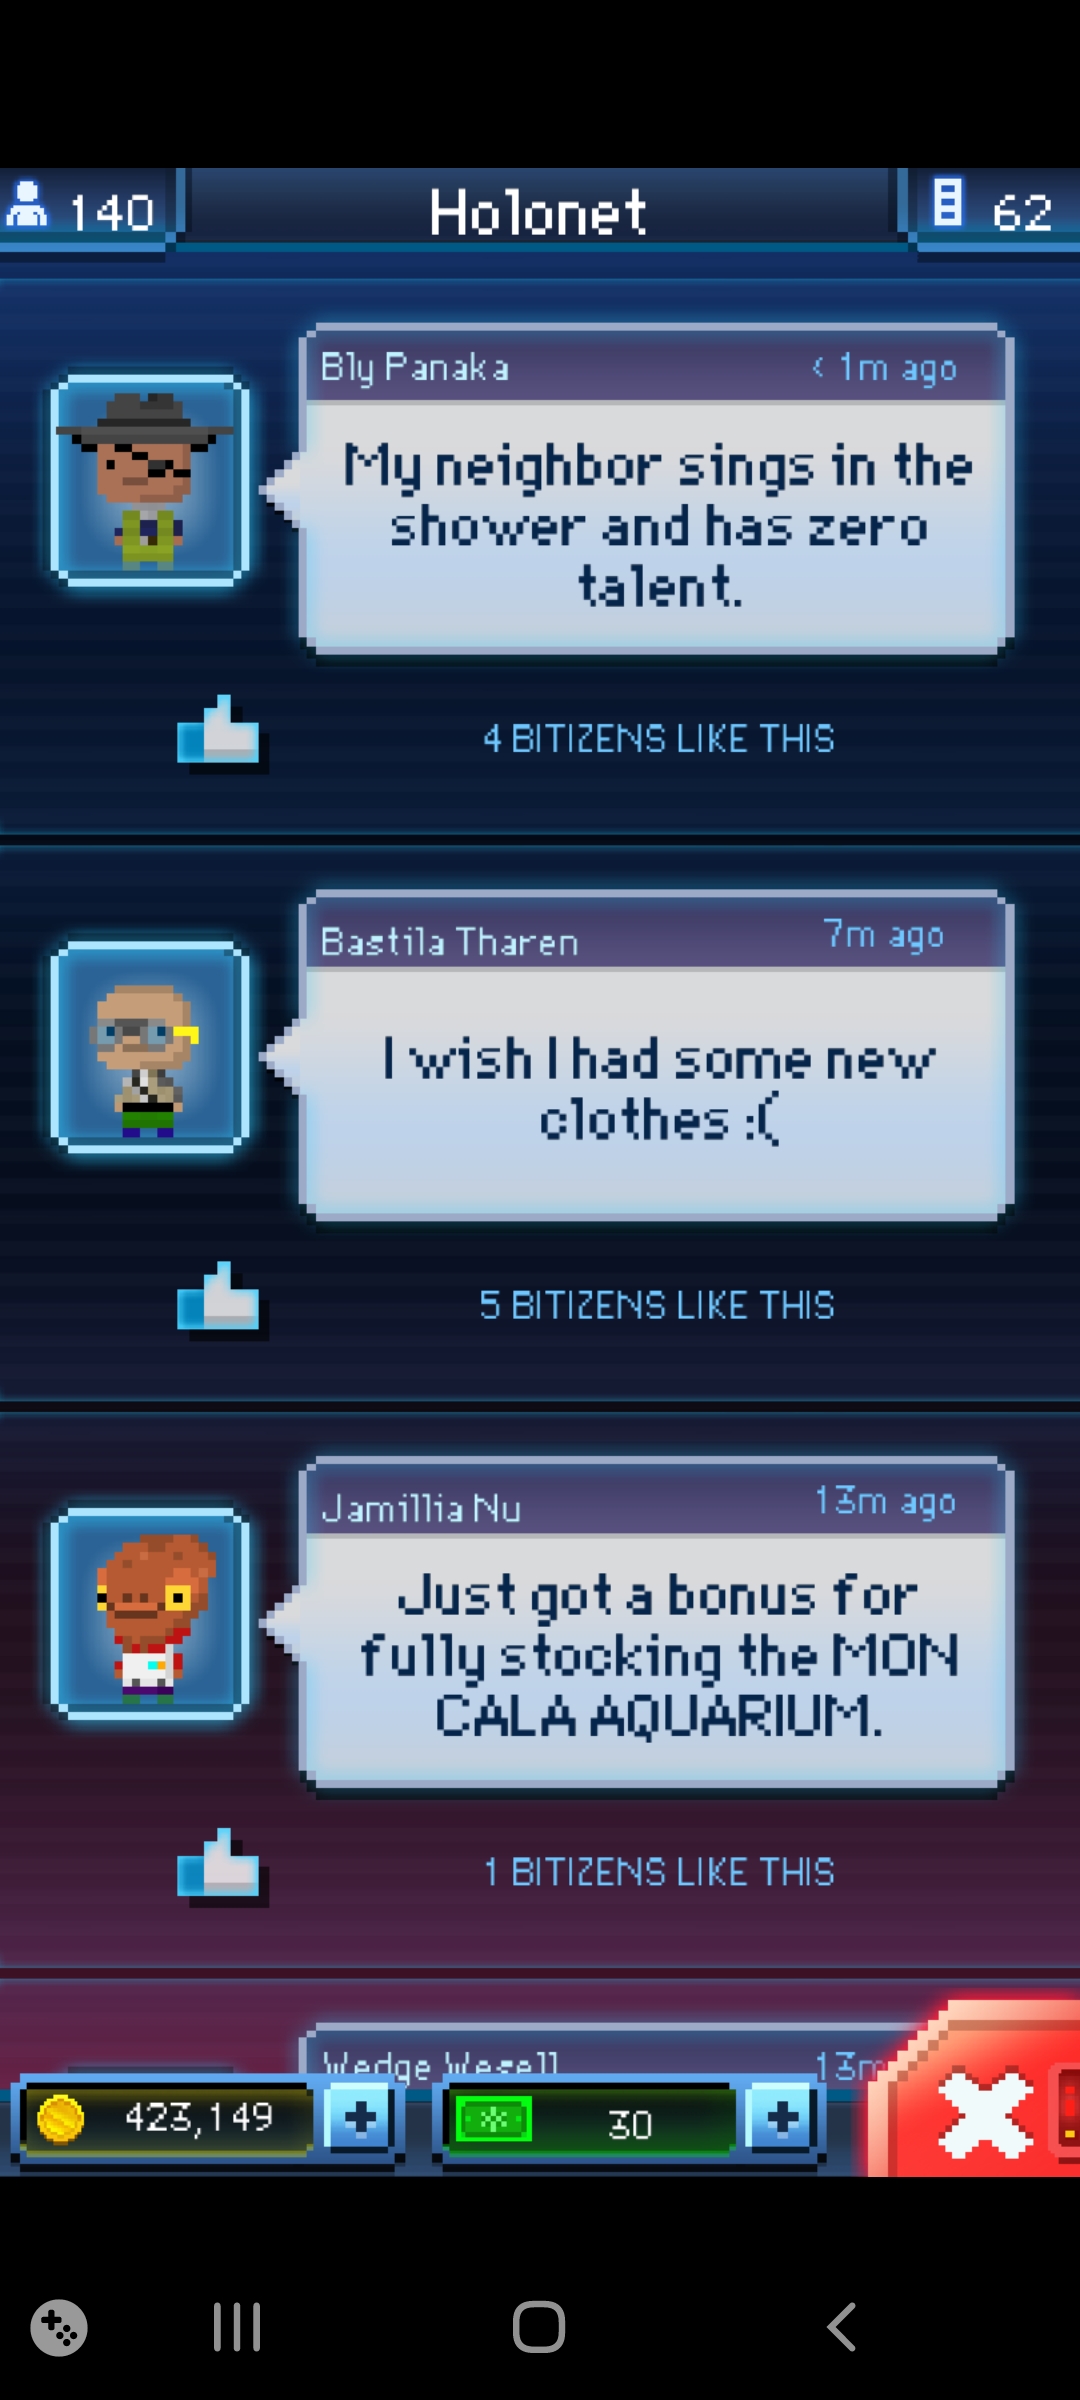 140
Holonet
62
Bly Panaka
< 1m ago
My neighbor sings in the
shower and has zero
talent.
4 BITIZENS LIKE THIS
Bastila Tharen
7m ago
I wish I had some new
clothes :(
5 BITIZENS LIKE THIS
Jamillia Nu
13m ago
Just got a bonus for
fully stocking the MON
CALA AQUARIUM.
1 BITIZENS LIKE THIS
Wedge Wesell
13m
423,149
30